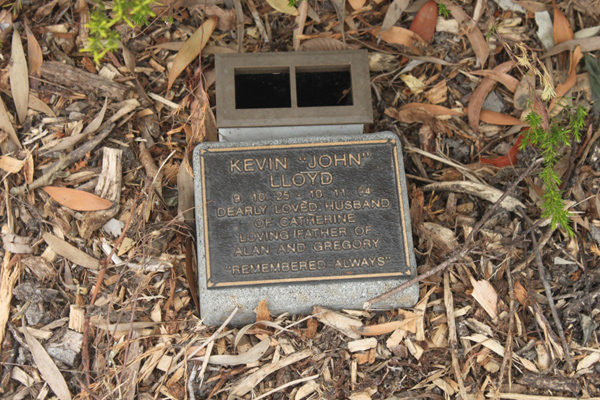 KEVIN "JOHN"
LLOYD
DEARLY LOVED HUSBAND
OF CATHERINE
LOVING FATHER OF
ALAN AND GREGORY
"REMEMBERED ALWAYS"